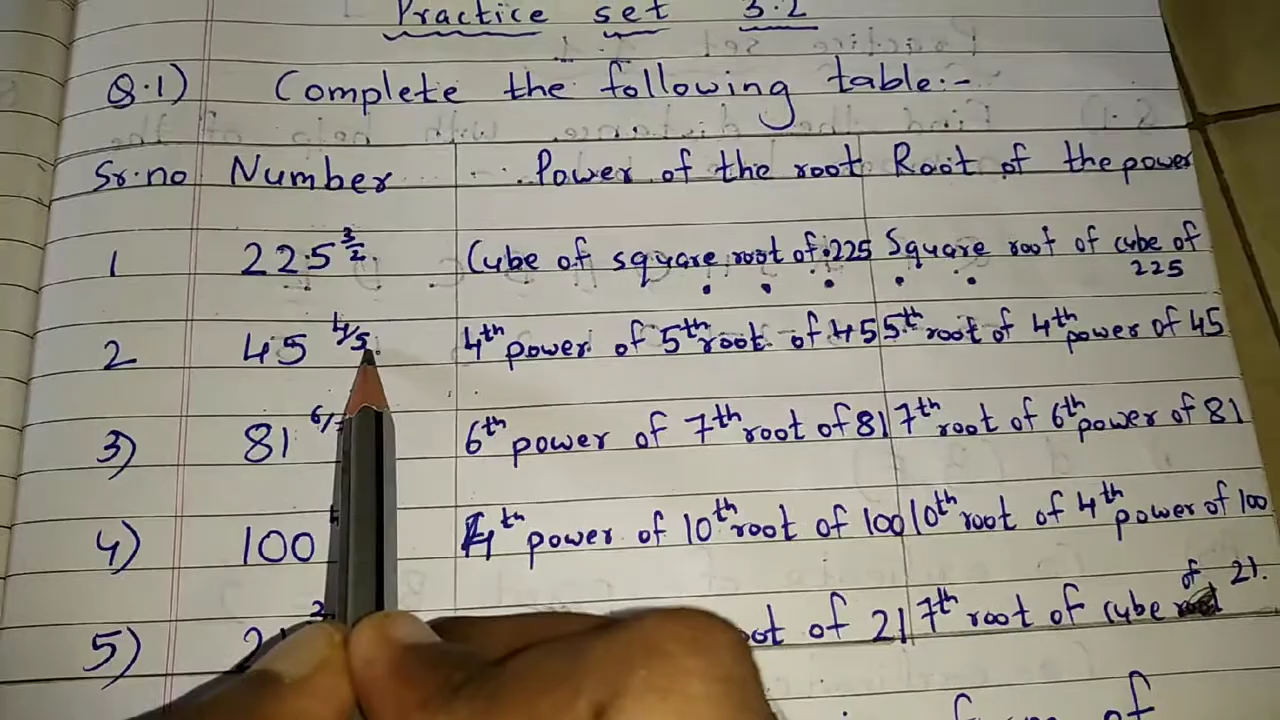 Practice set 3.2
Q.1) Complete the following table:-
Sr.no Number Power of the root Root of the power
1 225^3/2 Cube of square root of 225 Square root of cube of 225
2 45^4/5 4th power of 5th root of 45 5th root of 4th power of 45
3) 81^6/ 6th power of 7th root of 81 7th root of 6th power of 81
4) 100 4th power of 10th root of 100 10th root of 4th power of 100
5) of 21 7th root of cube of 21.
of